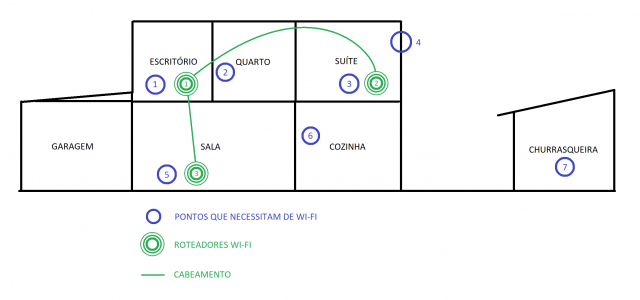 4
ESCRITÓRIO
QUARTO
SUÍTE
1
1
2
3
2
6
GARAGEM
SALA
COZINHA
CHURRASQUEIRA
5
3
7
PONTOS QUE NECESSITAM DE WI-FI
ROTEADORES WI-FI
CABEAMENTO